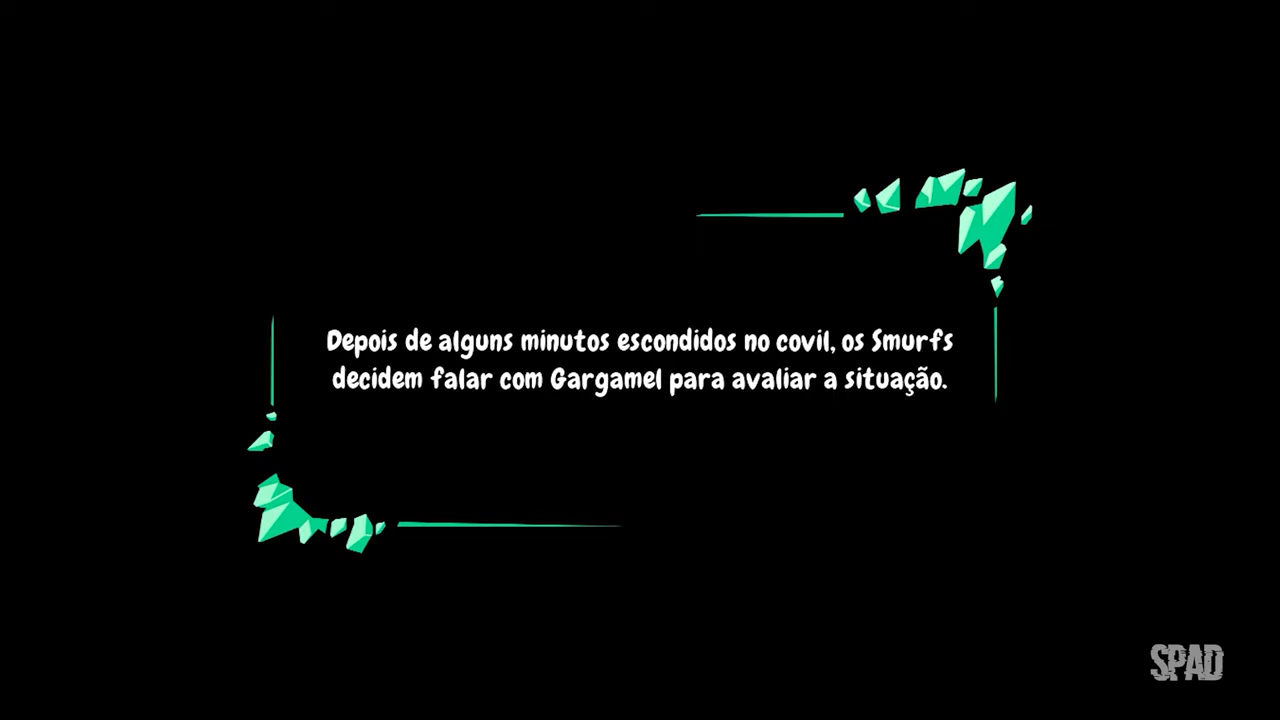 Depois de alguns minutos escondidos no covil, os Smurfs
decidem falar com Gargamel para avaliar a situação.
SPAD